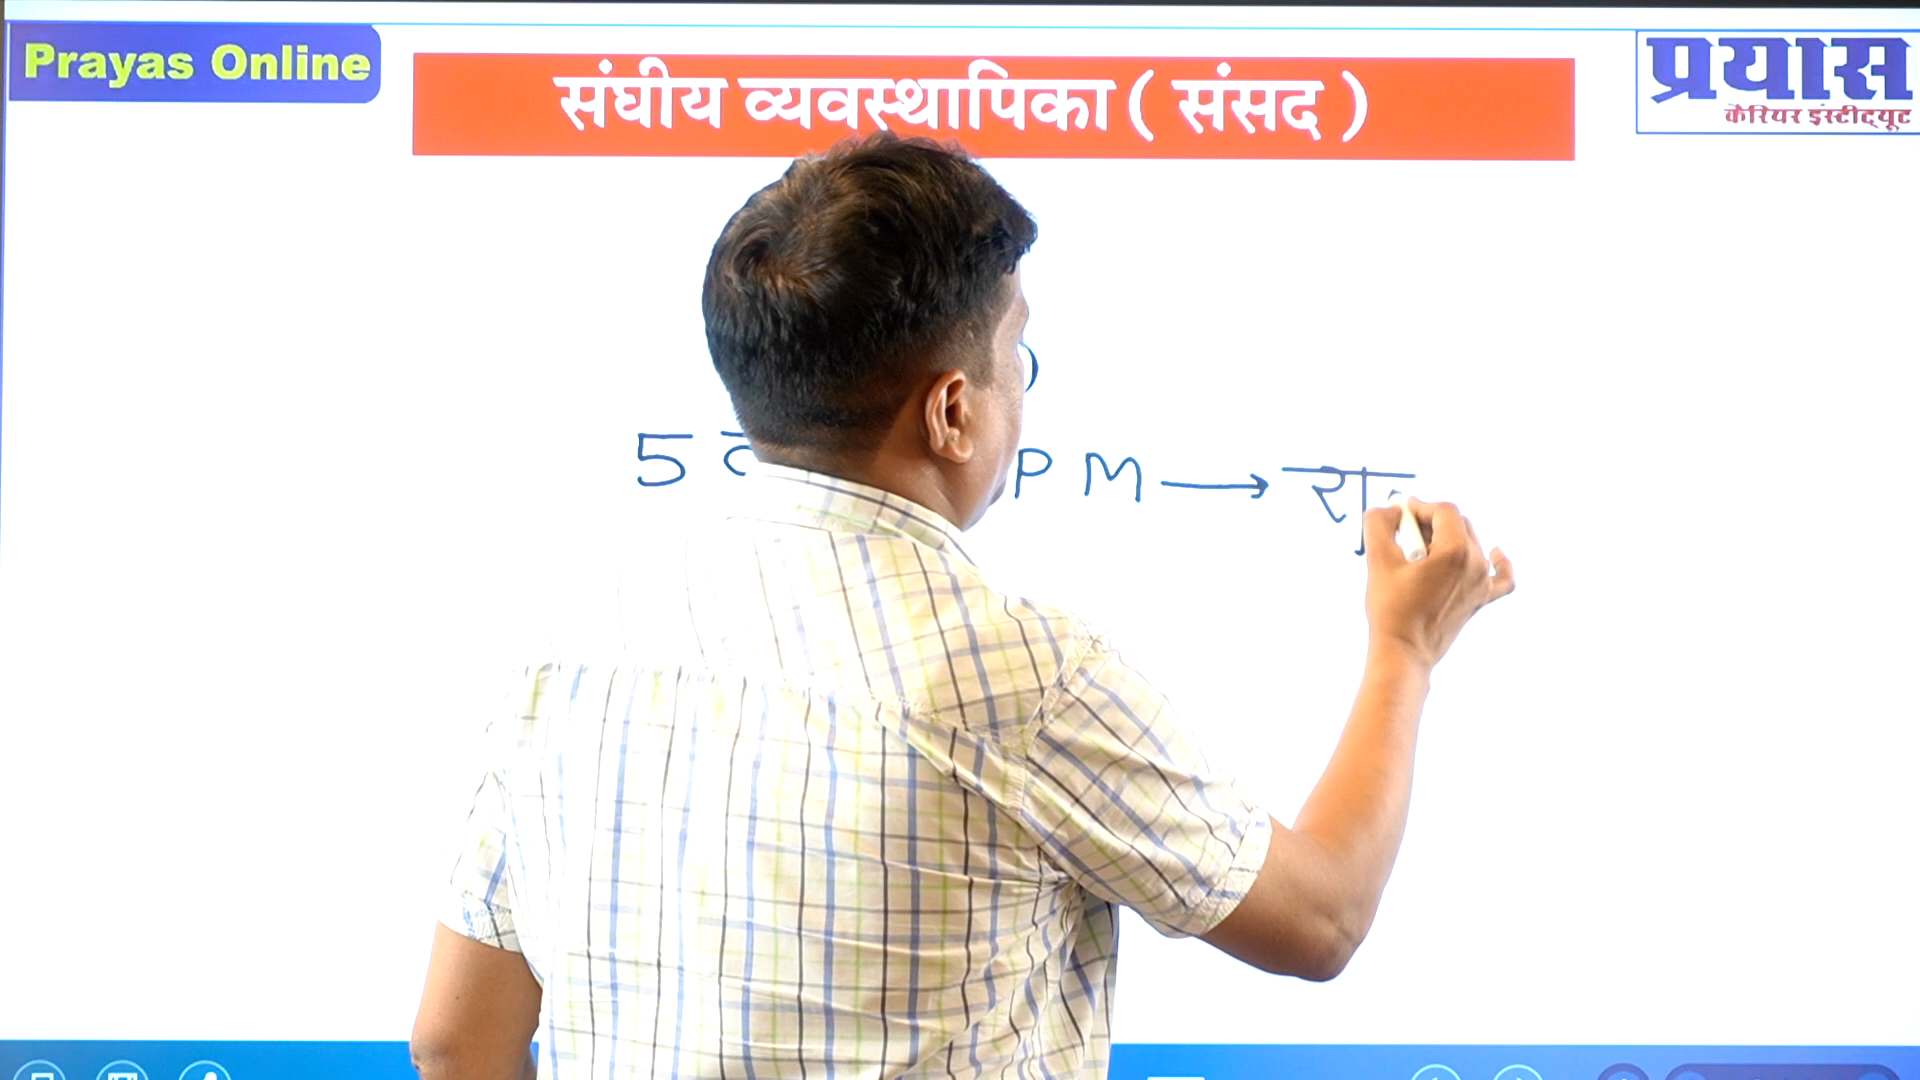 Prayas Online
संघीय व्यवस्थापिका ( संसद )
प्रयास
कैरियर इंस्टीट्यूट
5 PM → रा